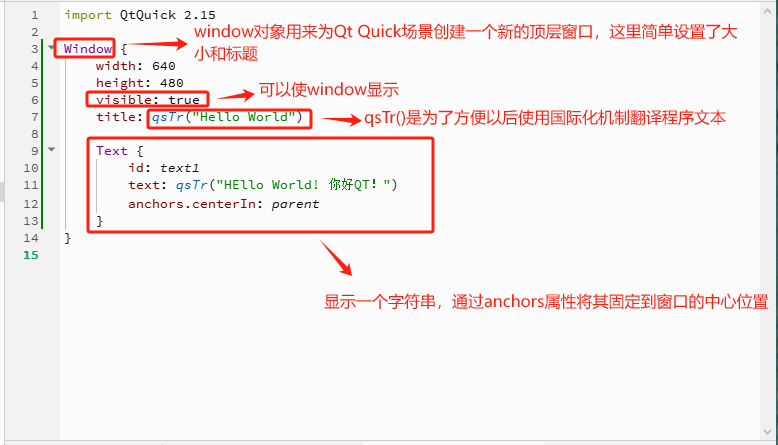 1 import QtQuick 2.15
2
window对象用来为Qt Quick场景创建一个新的顶层窗口，这里简单设置了大
小和标题
3 Window {
4 width: 640
5 height: 480
可以使window显示
6 visible: true
7 title: qsTr("Hello World")
qsTr()是为了方便以后使用国际化机制翻译程序文本
8
9 Text {
10 id: text1
11 text: qsTr("HEllo World! 你好QT! ")
12 anchors.centerIn: parent
13 }
14 }
15
显示一个字符串，通过anchors属性将其固定到窗口的中心位置